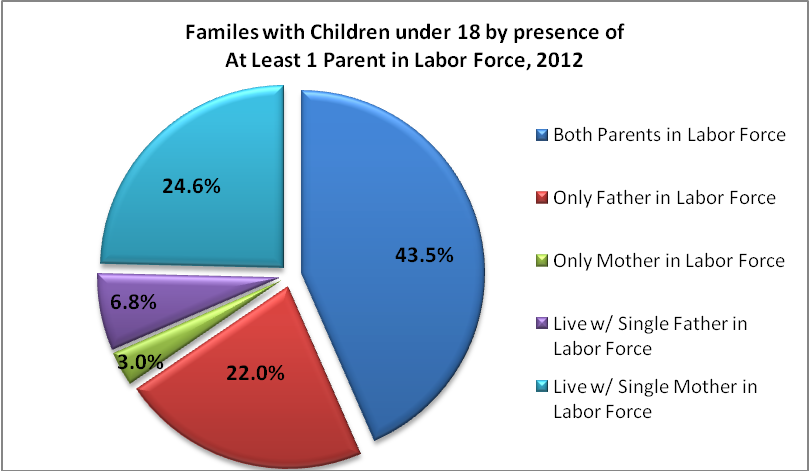 Familes with Children under 18 by presence of
At Least 1 Parent in Labor Force, 2012
24.6%
43.5%
6.8%
3.0%
22.0%
Both Parents in Labor Force
Only Father in Labor Force
Only Mother in Labor Force
Live w/ Single Father in
Labor Force
Live w/ Single Mother in
Labor Force